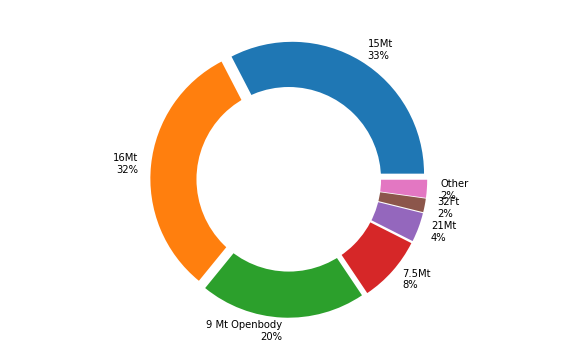 15Mt
33%
16Mt
32%
9 Mt Openbody
20%
7.5Mt
8%
21Mt
4%
32Ft
2%
Other
2%